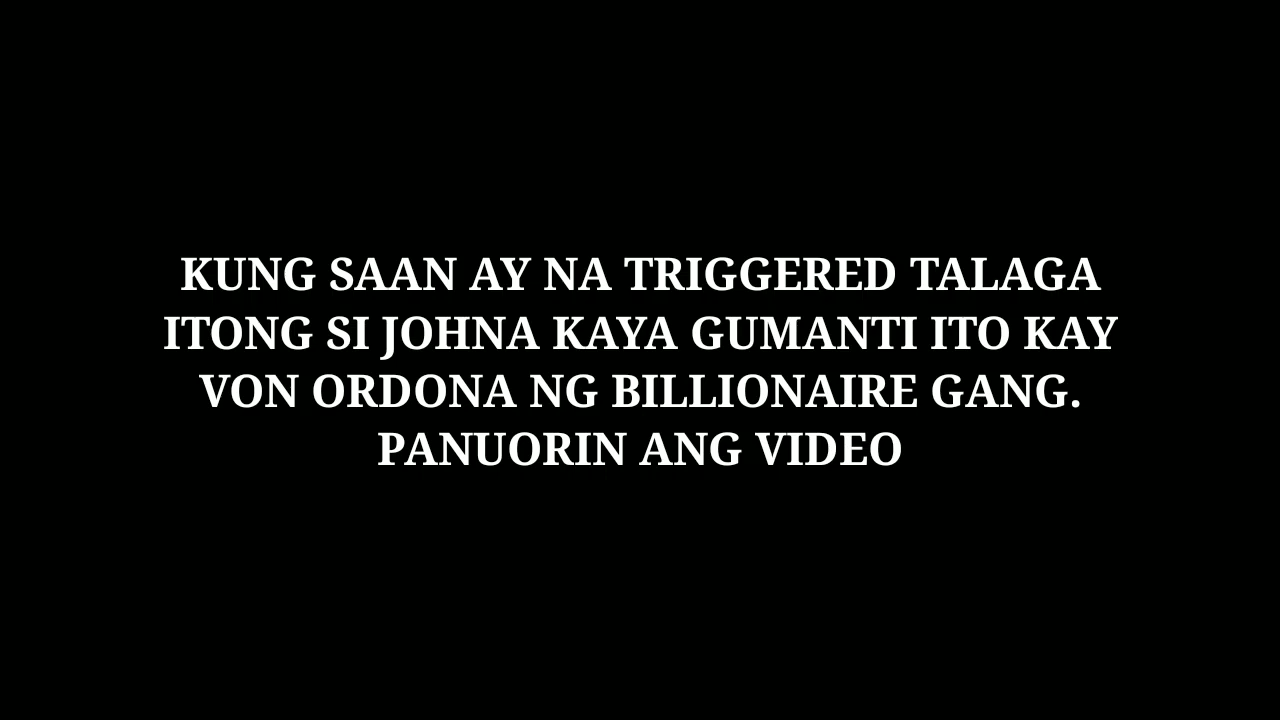 KUNG SAAN AY NA TRIGGERED TALAGA
ITONG SI JOHNA KAYA GUMANTI ITO KAY
VON ORDONA NG BILLIONAIRE GANG.
PANUORIN ANG VIDEO